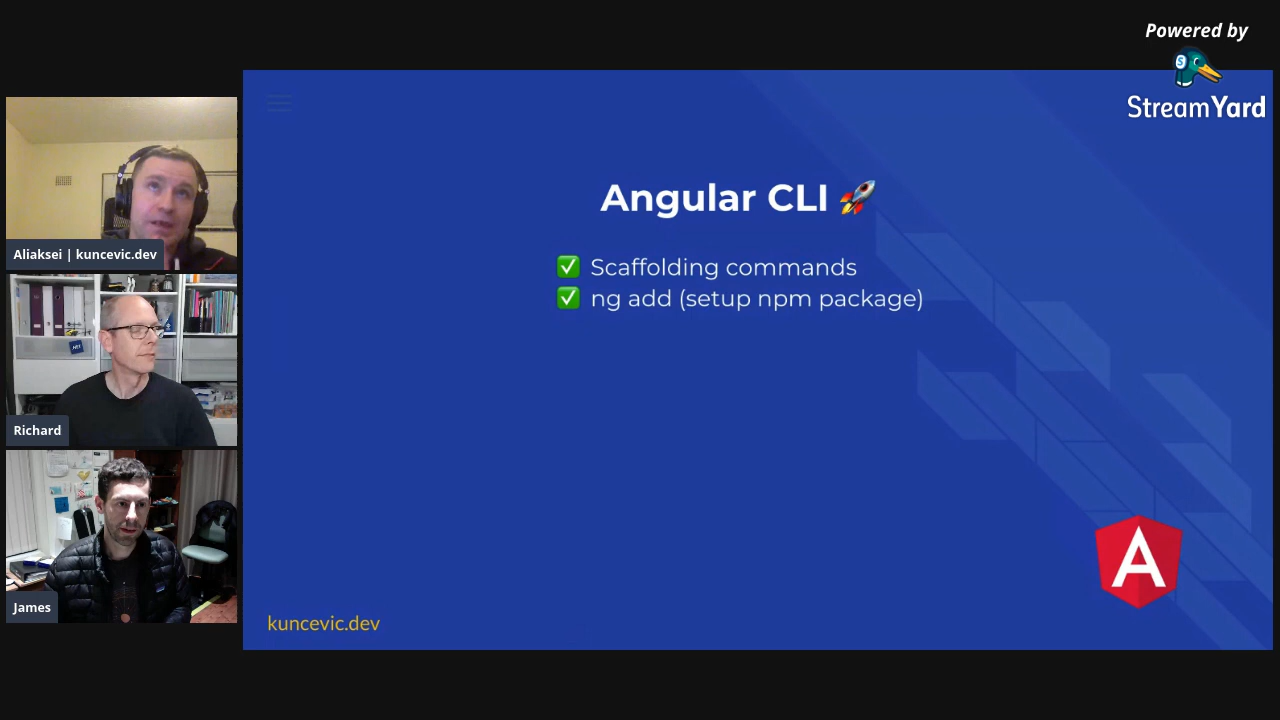 Powered by
StreamYard
Angular CLI 🚀
✅ Scaffolding commands
✅ ng add (setup npm package)
Aliaksei | kuncevic.dev
Richard
James
kuncevic.dev
A
.NET